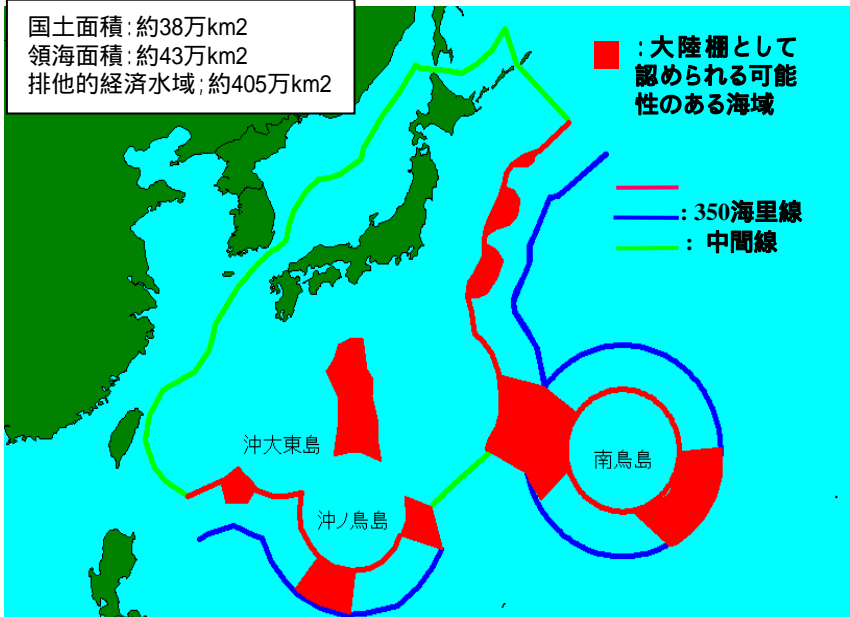 国土面積:約38万km2
領海面積:約43万km2
排他的経済水域;約405万km2
:大陸棚として
認められる可能
性のある海域
: 350海里線
: 中間線
沖大東島
南鳥島
沖ノ鳥島